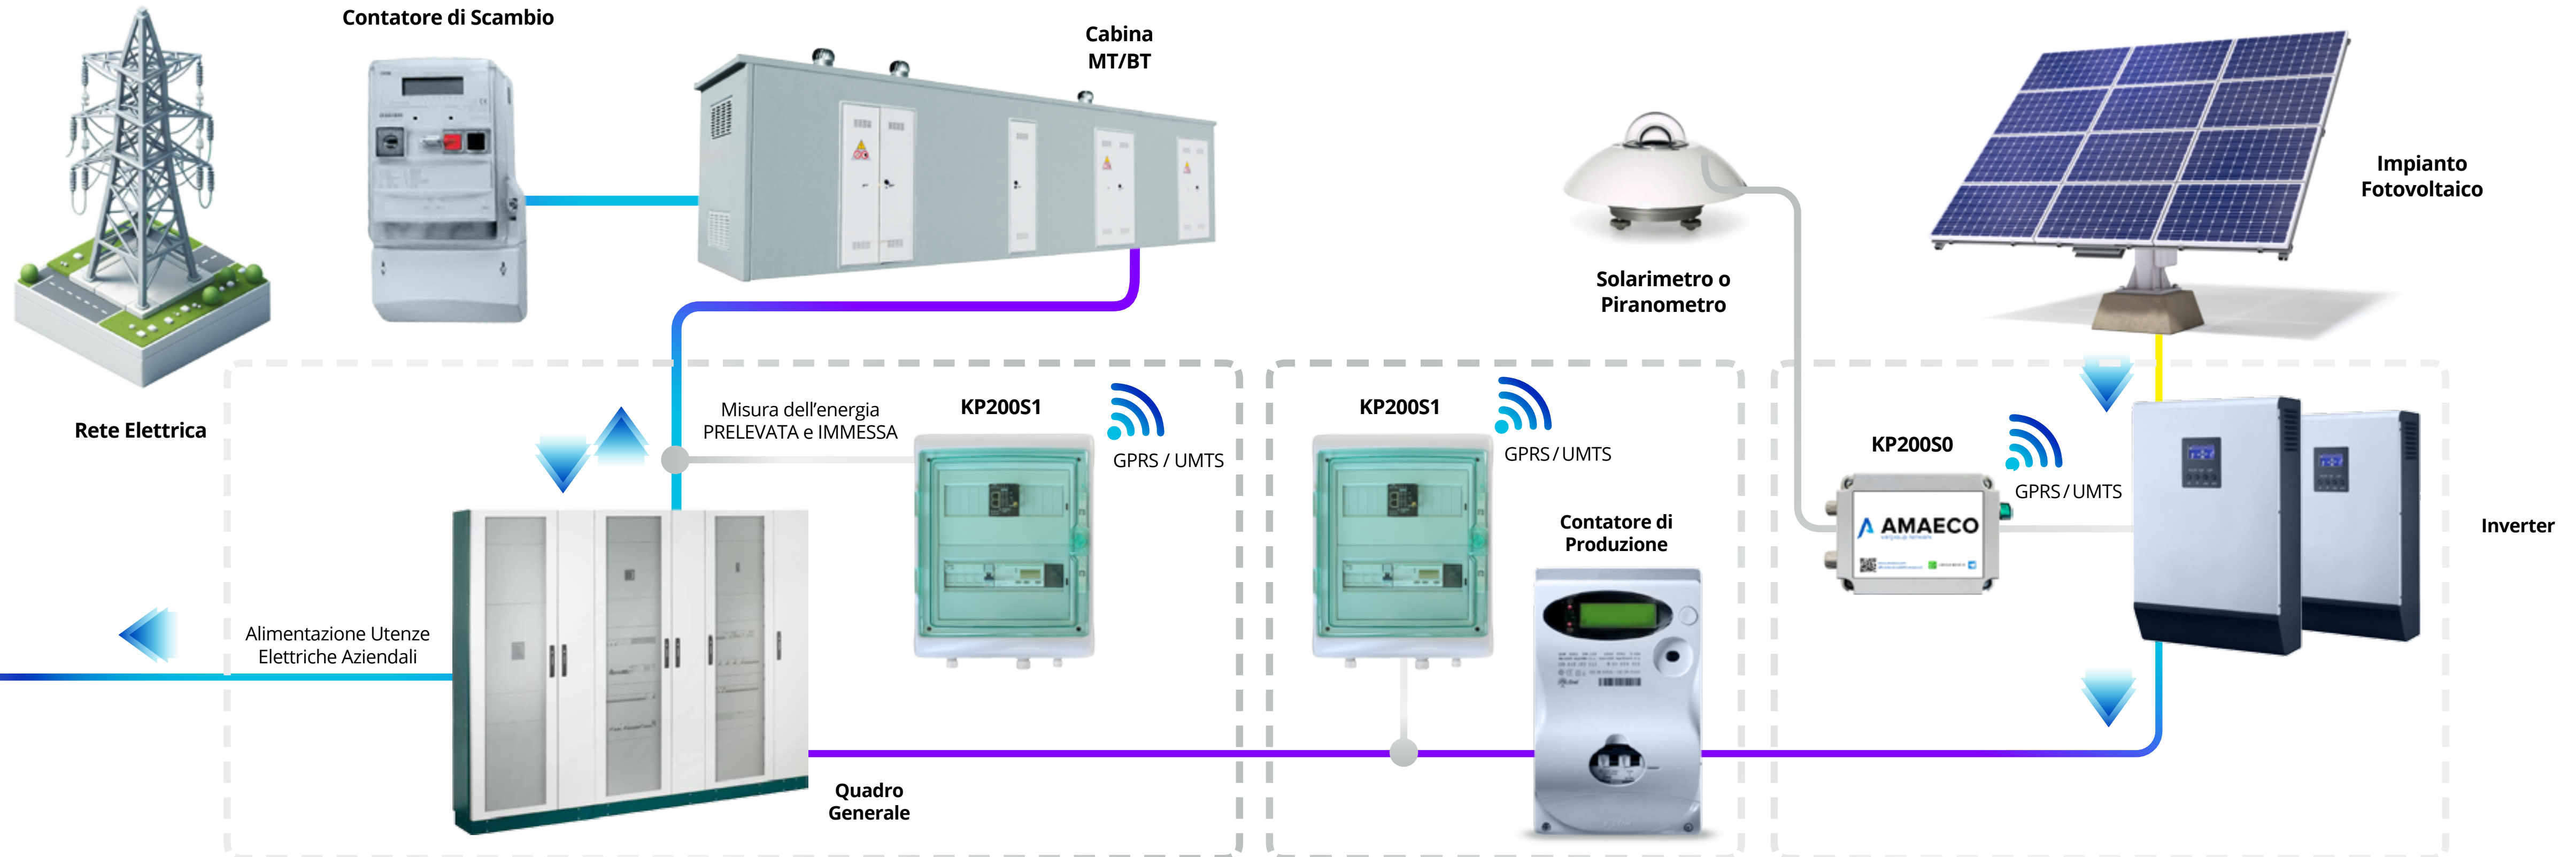 Contatore di Scambio
Cabina
MT/BT
Impianto
Fotovoltaico
Solarimetro o
Piranometro
Rete Elettrica
Misura dell'energia
PRELEVATA e IMMESSA
KP200S1
GPRS / UMTS
KP200S1
GPRS / UMTS
KP200S0
GPRS / UMTS
AMAECO
Contatore di
Produzione
Inverter
Alimentazione Utenze
Elettriche Aziendali
Quadro
Generale